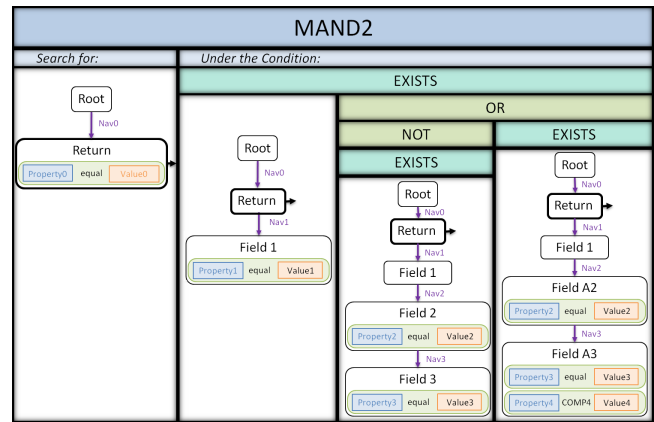 MAND2
Search for:
Under the Condition:
EXISTS
OR
NOT
EXISTS
EXISTS
Root
Nav0
Return
Property0 equal Value0
Root
Nav0
Return
Nav1
Field 1
Property1 equal Value1
Root
Nav0
Return
Nav1
Field 1
Nav2
Field 2
Property2 equal Value2
Nav3
Field 3
Property3 equal Value3
Root
Nav0
Return
Nav1
Field 1
Nav2
Field A2
Property2 equal Value2
Nav3
Field A3
Property3 equal Value3
Property4 COMP4 Value4